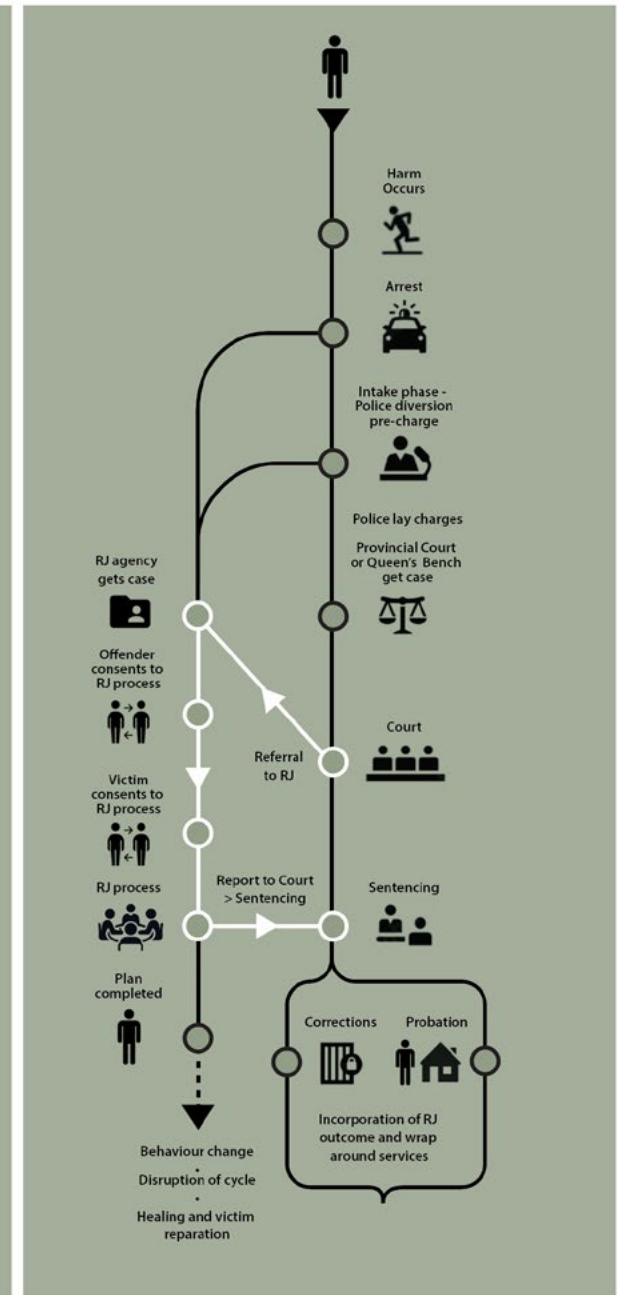 Harm
Occurs
Arrest
Intake phase -
Police diversion
pre-charge
Police lay charges
Provincial Court
or Queen's Bench
get case
RJ agency
gets case
Offender
consents to
RJ process
Referral
to RJ
Court
Victim
consents to
RJ process
RJ process
Report to Court
> Sentencing
Sentencing
Plan
completed
Corrections
Probation
Incorporation of RJ
outcome and wrap
around services
Behaviour change
Disruption of cycle
Healing and victim
reparation